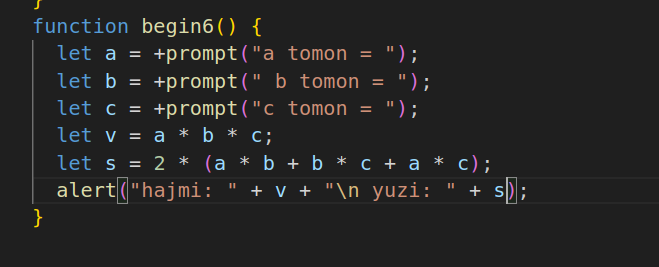 }
function begin6() {
  let a = +prompt("a tomon = ");
  let b = +prompt(" b tomon = ");
  let c = +prompt("c tomon = ");
  let v = a * b * c;
  let s = 2 * (a * b + b * c + a * c);
  alert("hajmi: " + v + "\n yuzi: " + s);
}